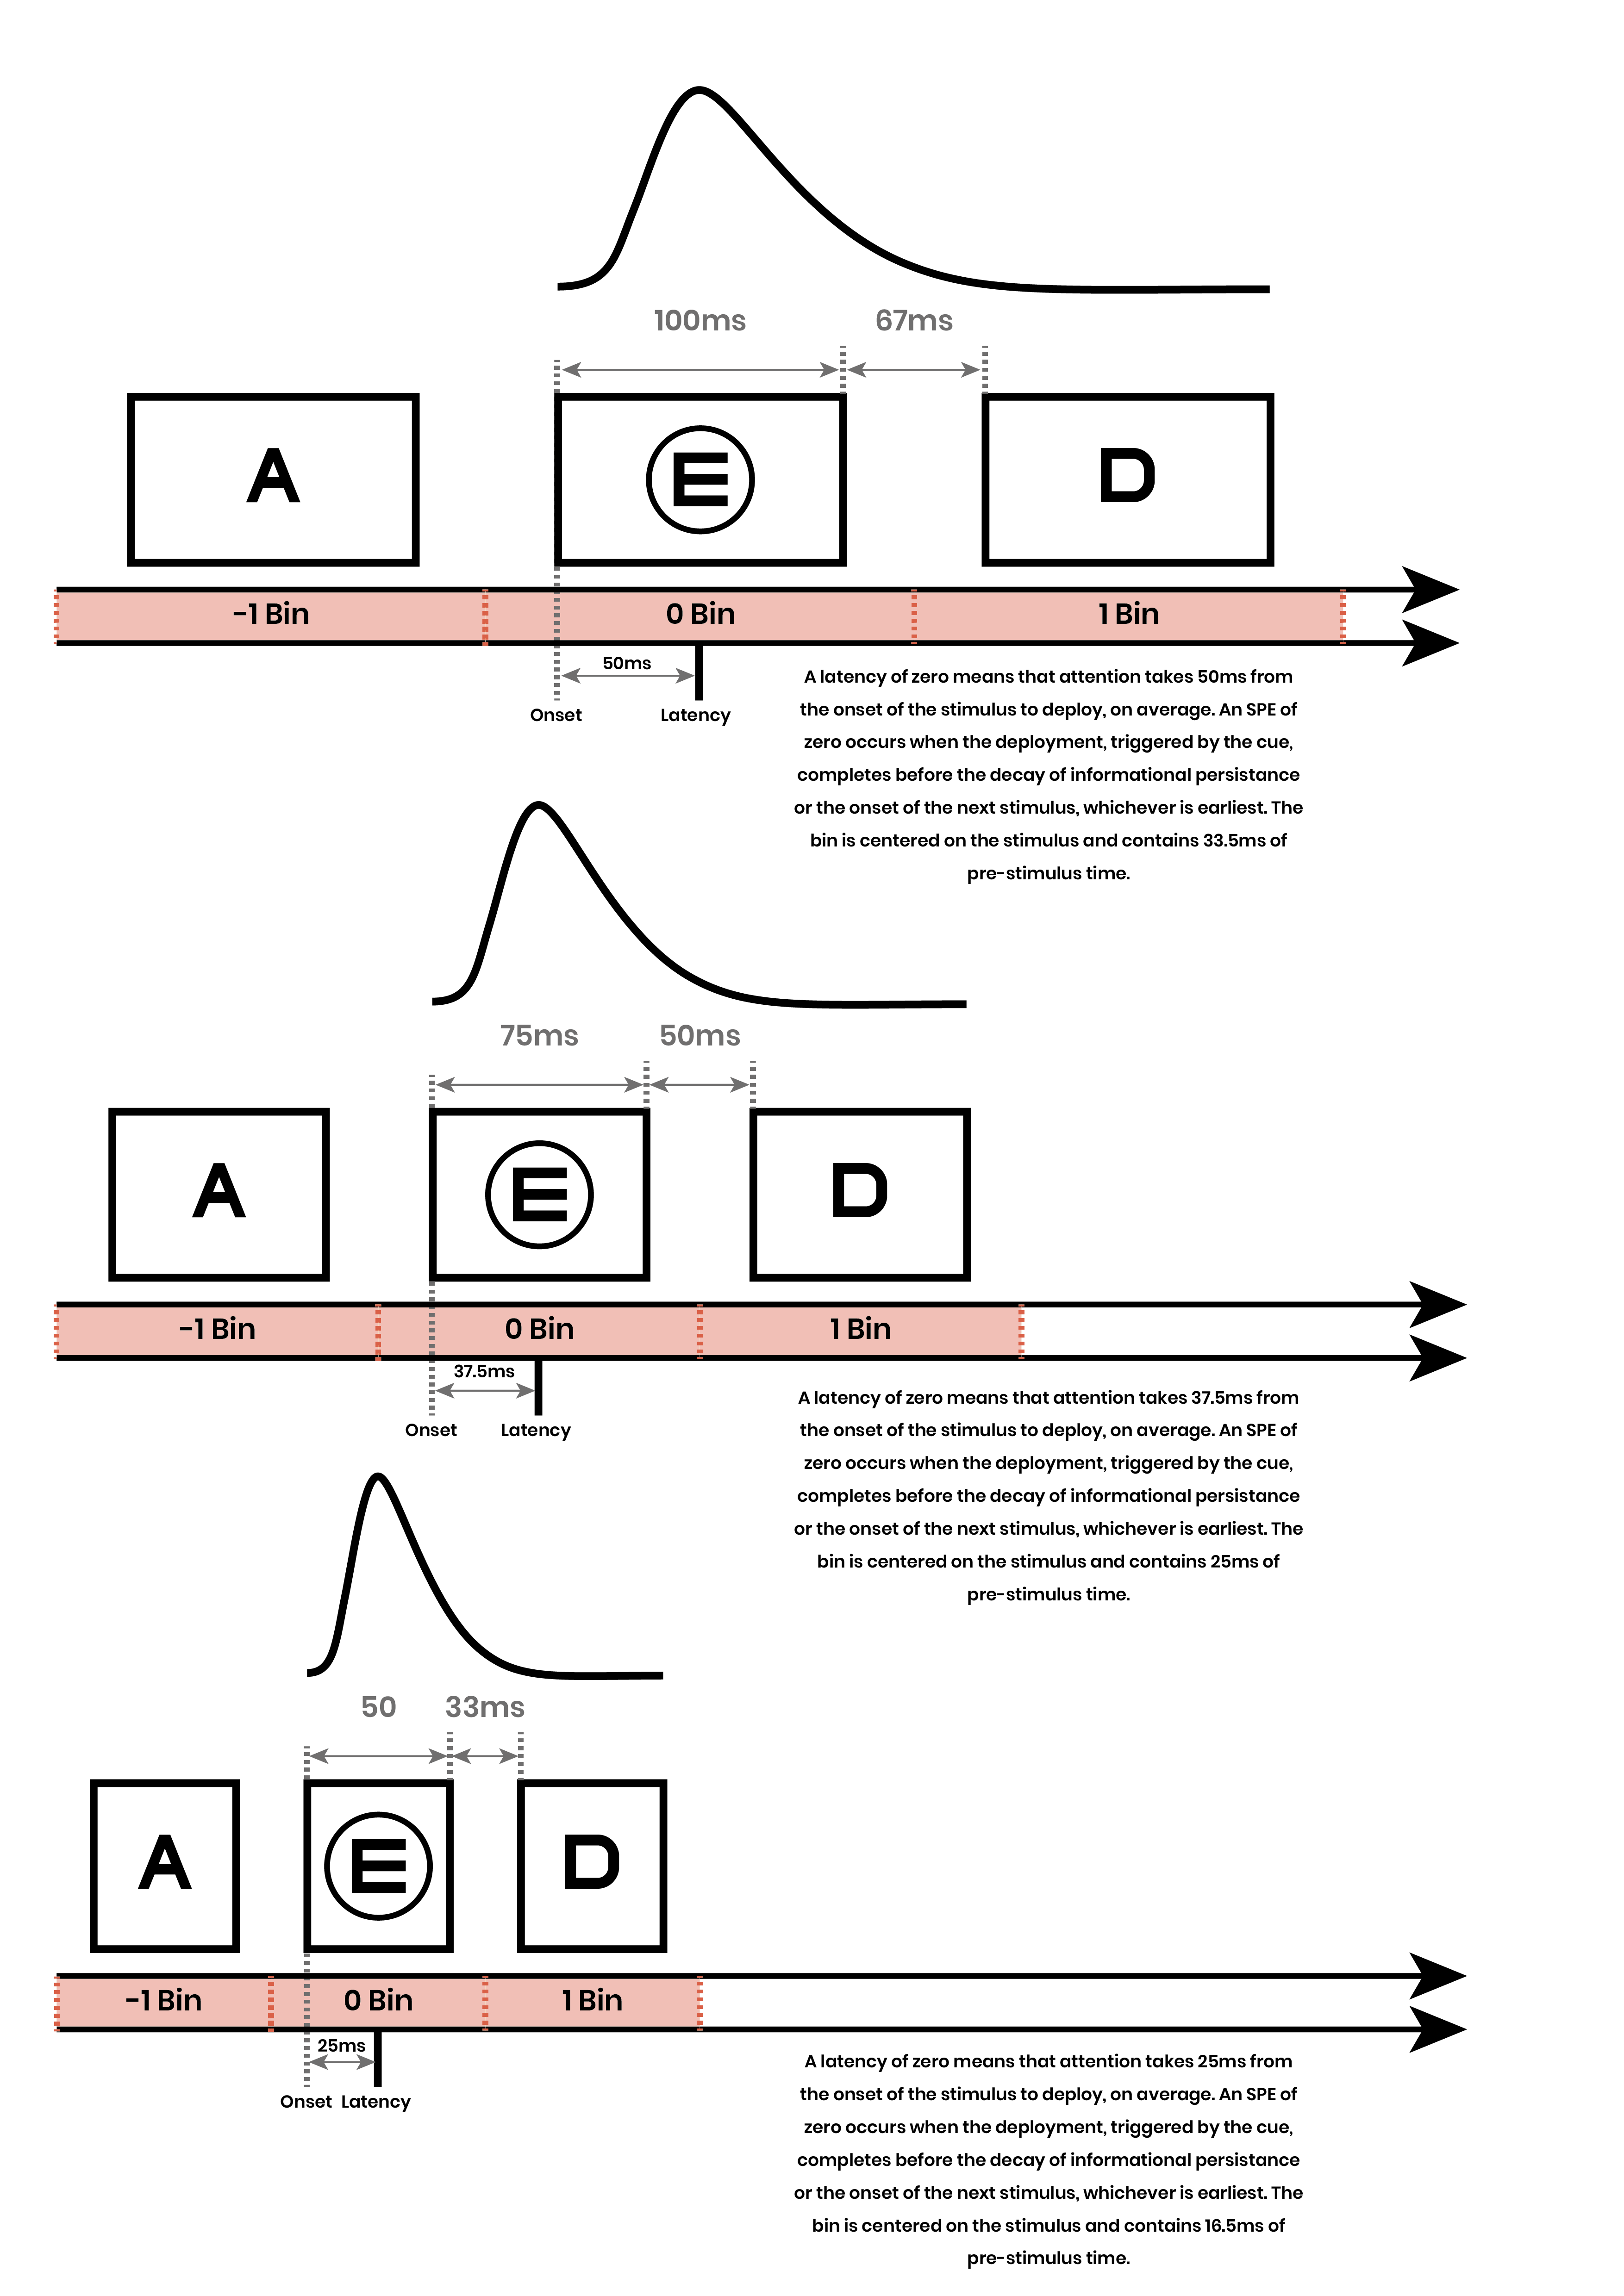 100ms 67ms
A E D
−1 Bin 0 Bin 1 Bin
50ms
Onset Latency
A latency of zero means that attention takes 50ms from
the onset of the stimulus to deploy, on average. An SPE of
zero occurs when the deployment, triggered by the cue,
completes before the decay of informational persistance
or the onset of the next stimulus, whichever is earliest. The
bin is centered on the stimulus and contains 33.5ms of
pre-stimulus time.
75ms 50ms
A E D
−1 Bin 0 Bin 1 Bin
37.5ms
Onset Latency
A latency of zero means that attention takes 37.5ms from
the onset of the stimulus to deploy, on average. An SPE of
zero occurs when the deployment, triggered by the cue,
completes before the decay of informational persistance
or the onset of the next stimulus, whichever is earliest. The
bin is centered on the stimulus and contains 25ms of
pre-stimulus time.
50 33ms
A E D
−1 Bin 0 Bin 1 Bin
25ms
Onset Latency
A latency of zero means that attention takes 25ms from
the onset of the stimulus to deploy, on average. An SPE of
zero occurs when the deployment, triggered by the cue,
completes before the decay of informational persistance
or the onset of the next stimulus, whichever is earliest. The
bin is centered on the stimulus and contains 16.5ms of
pre-stimulus time.